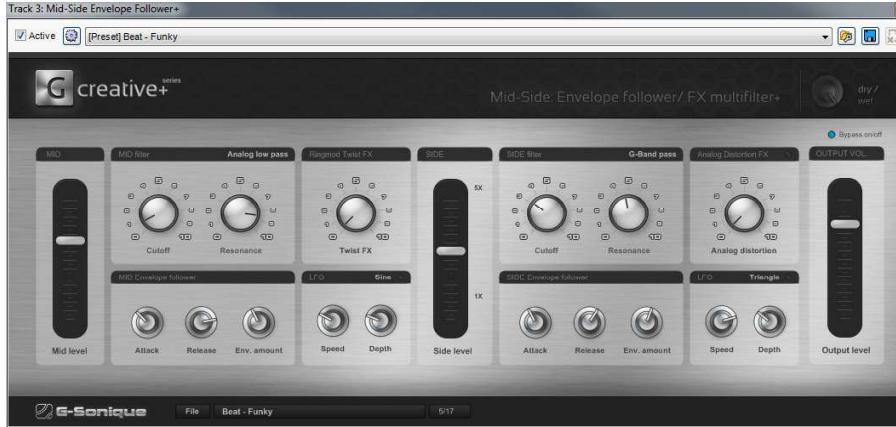 Track 3: Mid-Side Envelope Follower+
Active [Preset] Beat - Funky
G creative+ series
Mid-Side: Envelope follower/ FX multifilter+
dry / wet
Bypass on/off
MID
MID filter Analog low pass
Ringmod Twist FX
SIDE
SIDE filter G-Band pass
Analog Distortion FX
OUTPUT VOL.
5X
Cutoff Resonance
Twist FX
Cutoff Resonance
Analog distortion
MID Envelope follower
LFO Sine
SIDE Envelope follower
LFO Triangle
1X
Mid level
Attack Release Env. amount
Speed Depth
Side level
Attack Release Env. amount
Speed Depth
Output level
G-Sonique
File Beat - Funky 5/17